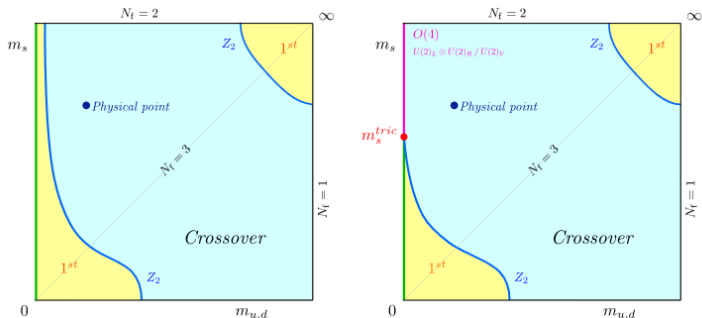 N_f = 2
∞
m_s
Z_2
1^st
Physical point
N_f = 3
N_f = 1
Crossover
1^st
Z_2
0
m_{u,d}
N_f = 2
∞
m_s
O(4)
U(2)_L ⊗ U(2)_R / U(2)_V
Z_2
1^st
Physical point
m_s^{tric}
N_f = 3
N_f = 1
Crossover
1^st
Z_2
0
m_{u,d}